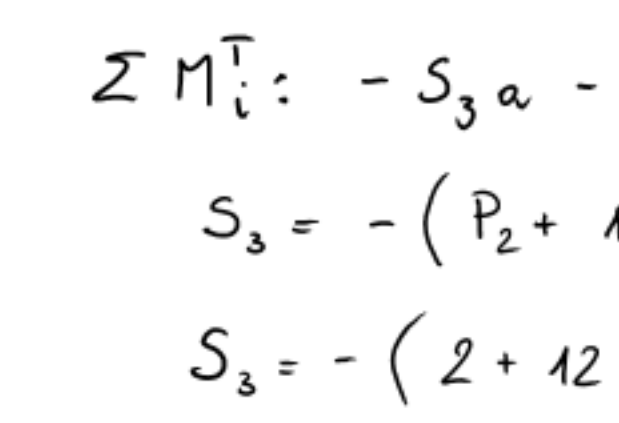 Σ M_i^T: - S_3 a -
S_3 = - ( P_2 +
S_3 = - ( 2 + 12